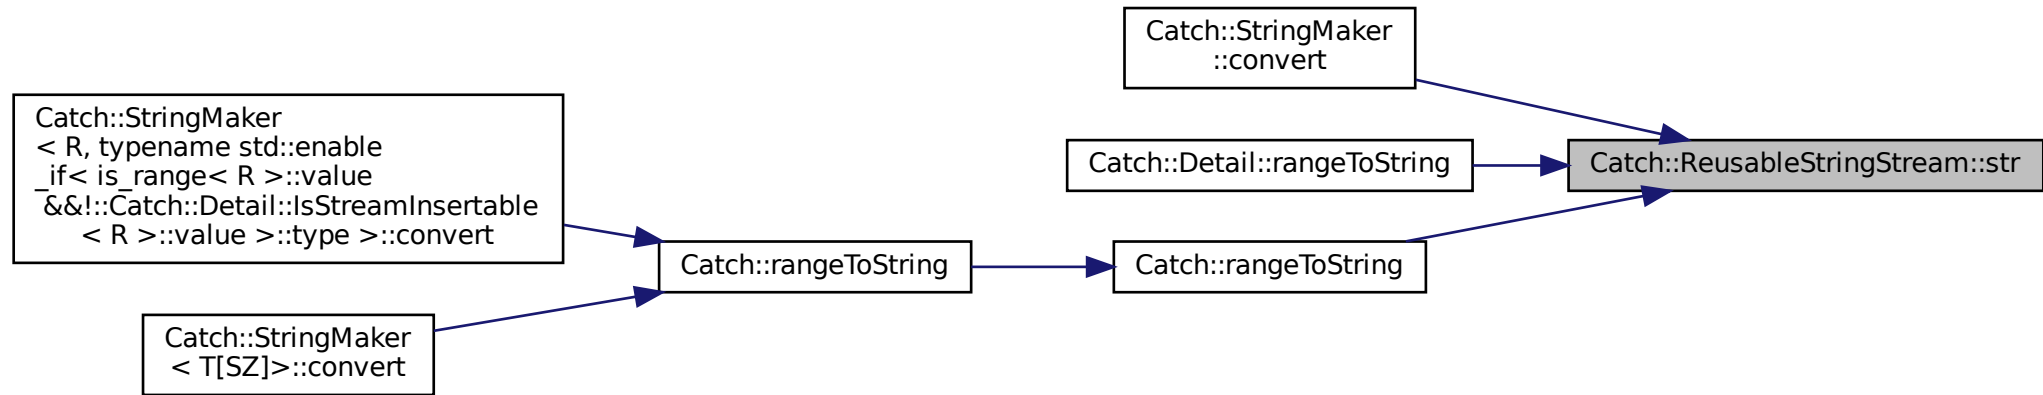 Catch::StringMaker
< R, typename std::enable
_if< is_range< R >::value
&&!::Catch::Detail::IsStreamInsertable
< R >::value >::type >::convert
Catch::StringMaker
< T[SZ]>::convert
Catch::rangeToString
Catch::StringMaker
::convert
Catch::Detail::rangeToString
Catch::rangeToString
Catch::ReusableStringStream::str